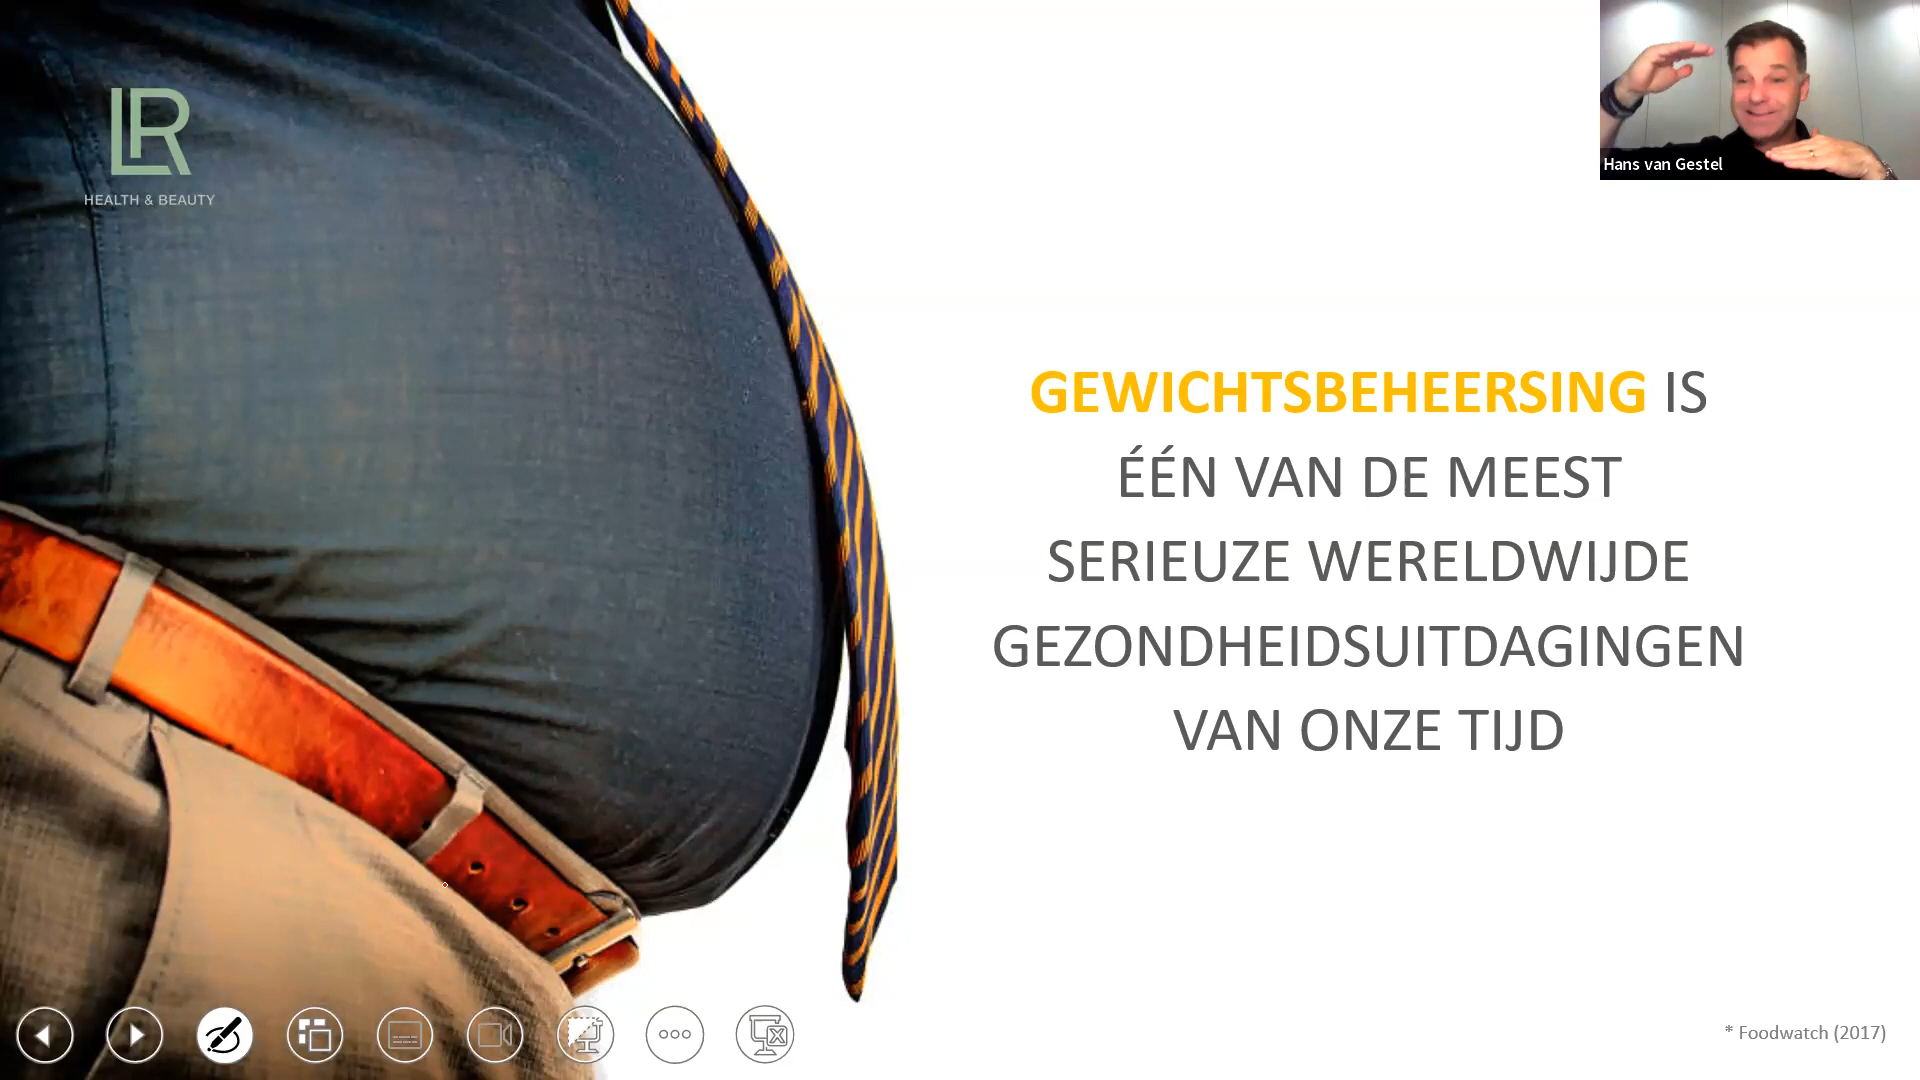 LR
HEALTH & BEAUTY
Hans van Gestel
GEWICHTSBEHEERSING IS
ÉÉN VAN DE MEEST
SERIEUZE WERELDWIJDE
GEZONDHEIDSUITDAGINGEN
VAN ONZE TIJD
* Foodwatch (2017)